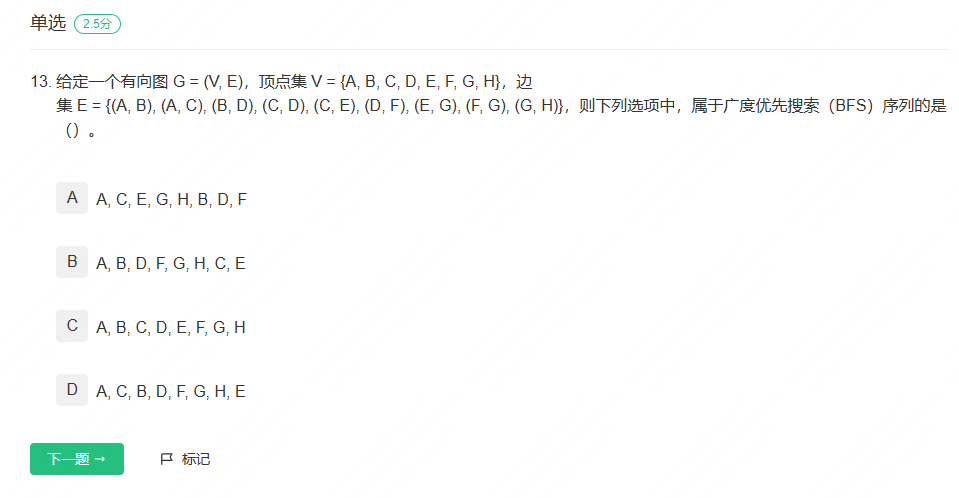 单选 2.5分
13. 给定一个有向图 G = (V, E)，顶点集 V = {A, B, C, D, E, F, G, H}，边
集 E = {(A, B), (A, C), (B, D), (C, D), (C, E), (D, F), (E, G), (F, G), (G, H)}，则下列选项中，属于广度优先搜索（BFS）序列的是
（）。
A A, C, E, G, H, B, D, F
B A, B, D, F, G, H, C, E
C A, B, C, D, E, F, G, H
D A, C, B, D, F, G, H, E
下一题 → 标记